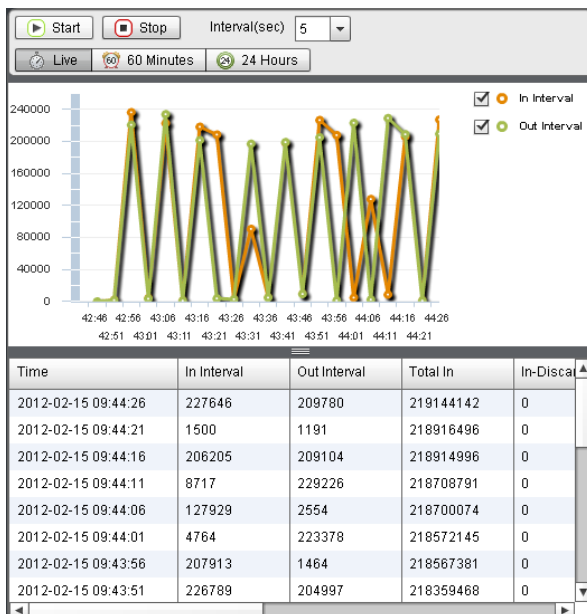 Start Stop Interval(sec) 5
Live 60 60 Minutes 24 24 Hours
In Interval
Out Interval
240000
200000
160000
120000
80000
40000
0
42:46 42:56 43:06 43:16 43:26 43:36 43:46 43:56 44:06 44:16 44:26
42:51 43:01 43:11 43:21 43:31 43:41 43:51 44:01 44:11 44:21
Time In Interval Out Interval Total In In-Discar
2012-02-15 09:44:26 227646 209780 219144142 0
2012-02-15 09:44:21 1500 1191 218916496 0
2012-02-15 09:44:16 206205 209104 218914996 0
2012-02-15 09:44:11 8717 229226 218708791 0
2012-02-15 09:44:06 127929 2554 218700074 0
2012-02-15 09:44:01 4764 223378 218572145 0
2012-02-15 09:43:56 207913 1464 218567381 0
2012-02-15 09:43:51 226789 204997 218359468 0